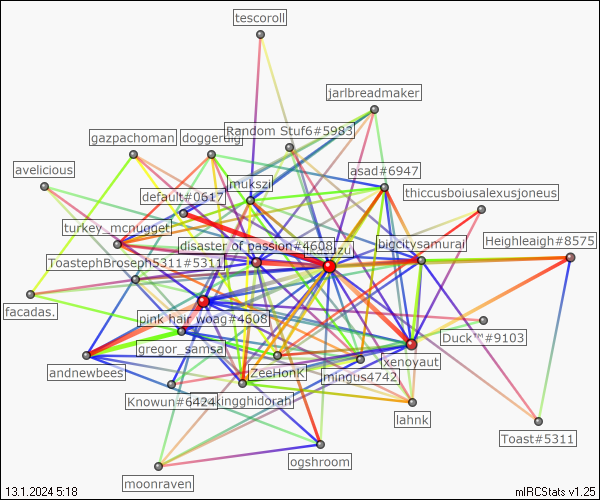 tescoroll
jarlbreadmaker
Random Stuf6#5983
gazpachoman
doggerdig
asad#6947
avelicious
mukszi
thiccusboiusalexusjoneus
default#0617
turkey_mcnugget
disaster of passion#4608
bigcitysamurai
Heighleaigh#8575
ToastephBroseph5311#5311
facadas.
pink hair woag#4608
Duck™#9103
gregor_samsa
xenoyaut
andnewbees
ZeeHonK
mingus4742
Knowun#6424
kingghidorah
lahnk
Toast#5311
ogshroom
moonraven
13.1.2024 5:18
mIRCStats v1.25